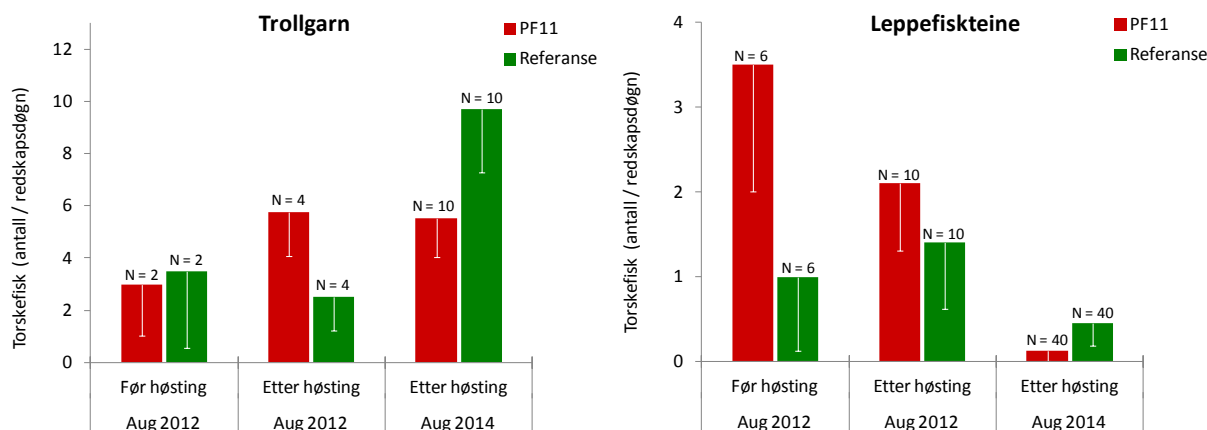 Trollgarn
PF11
Referanse
Torskefisk (antall / redskapsdøgn)
12
10
8
6
4
2
0
N = 2
N = 2
N = 4
N = 4
N = 10
N = 10
Før høsting
Etter høsting
Etter høsting
Aug 2012
Aug 2012
Aug 2014
Leppefiskteine
PF11
Referanse
Torskefisk (antall / redskapsdøgn)
4
3
2
1
0
N = 6
N = 6
N = 10
N = 10
N = 40
N = 40
Før høsting
Etter høsting
Etter høsting
Aug 2012
Aug 2012
Aug 2014